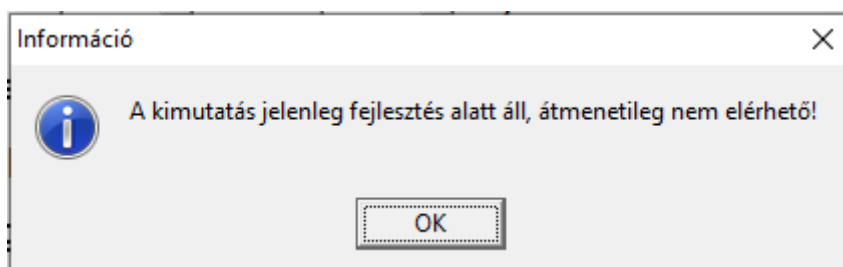 Információ
A kimutatás jelenleg fejlesztés alatt áll, átmenetileg nem elérhető!
OK